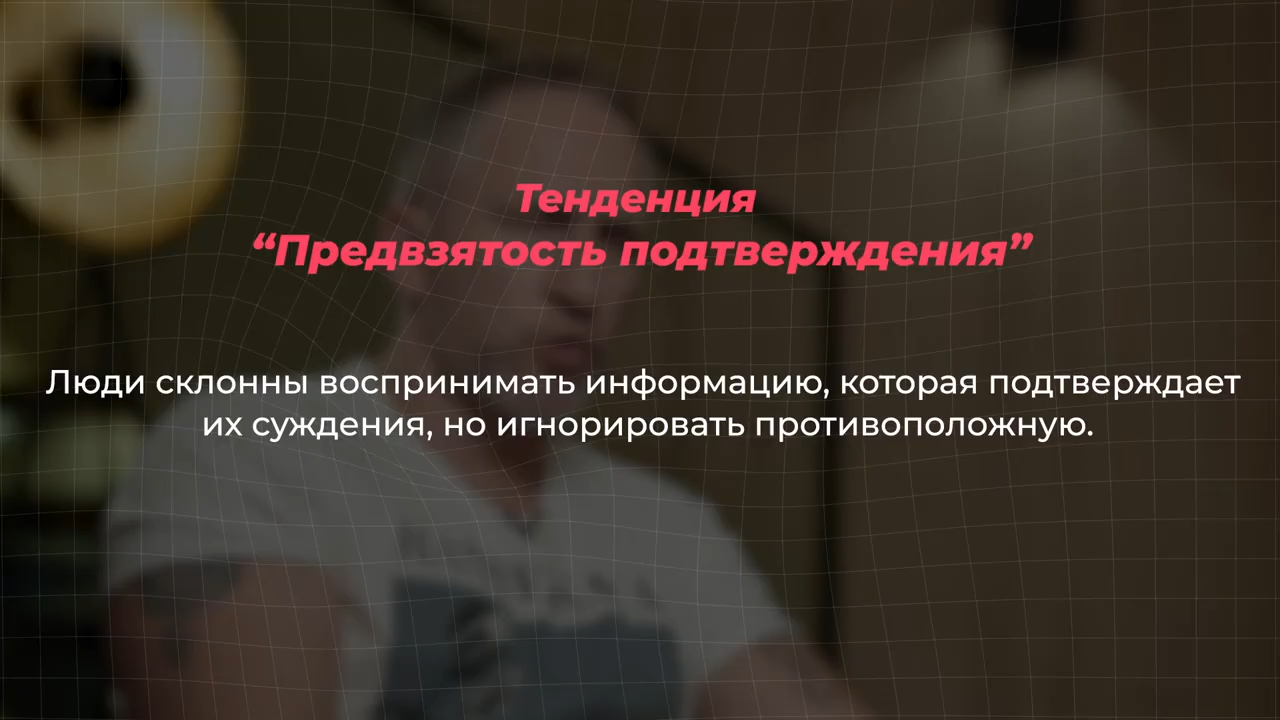 Тенденция
“Предвзятость подтверждения”
Люди склонны воспринимать информацию, которая подтверждает
их суждения, но игнорировать противоположную.